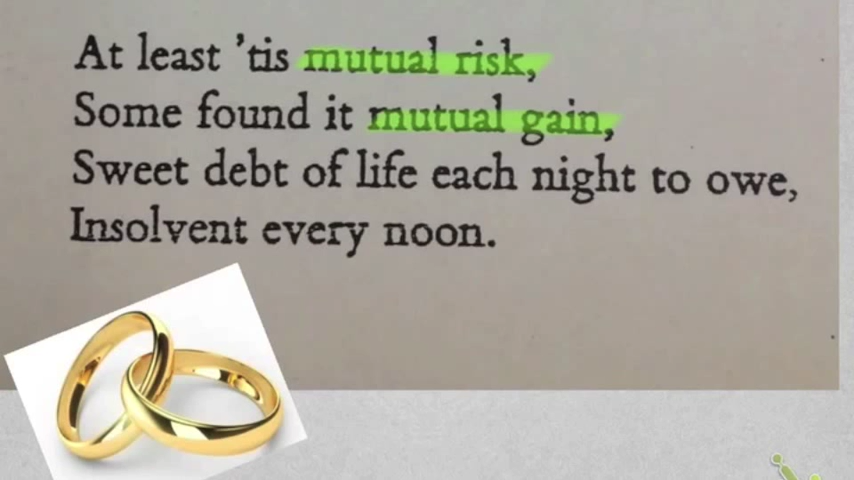 At least 'tis mutual risk,
Some found it mutual gain,
Sweet debt of life each night to owe,
Insolvent every noon.